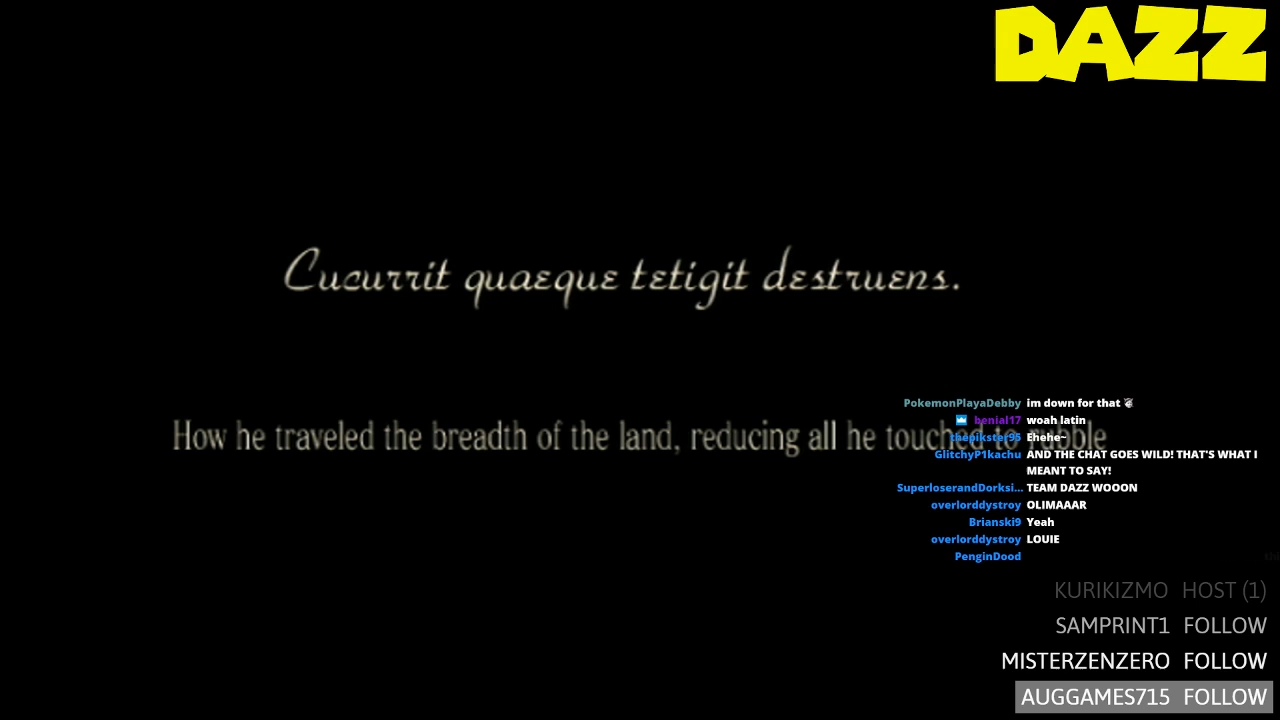 DAZZ
Cucurrit quaeque tetigit destruens.
How he traveled the breadth of the land, reducing all he touched to rubble
PokemonPlayaDebby im down for that
benial17 woah latin
thepikster95 Ehehe~
GlitchyP1kachu AND THE CHAT GOES WILD! THAT'S WHAT I
MEANT TO SAY!
SuperloserandDorksi... TEAM DAZZ WOOON
overlorddystroy OLIMAAAR
Brianski9 Yeah
overlorddystroy LOUIE
PenginDood
KURIKIZMO HOST (1)
SAMPRINT1 FOLLOW
MISTERZENZERO FOLLOW
AUGGAMES715 FOLLOW